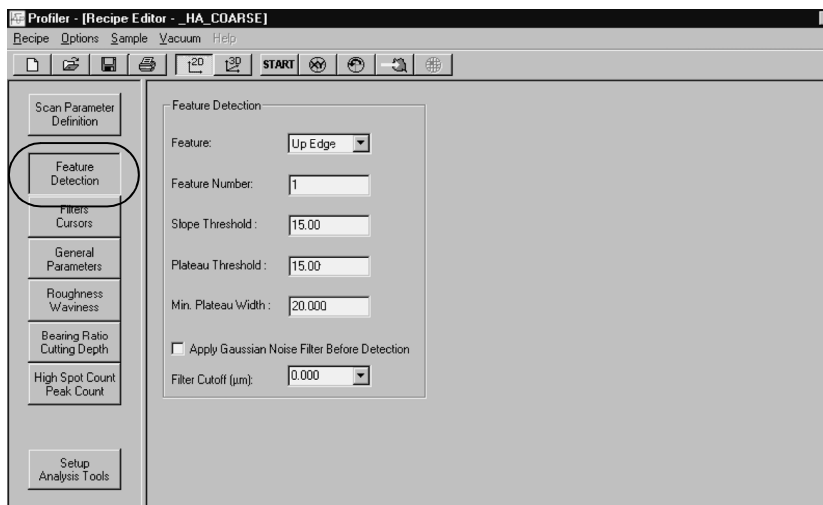 Profiler - [Recipe Editor - _HA_COARSE]
Recipe Options Sample Vacuum Help
2D 3D START XY
Scan Parameter
Definition
Feature
Detection
Filters
Cursors
General
Parameters
Roughness
Waviness
Bearing Ratio
Cutting Depth
High Spot Count
Peak Count
Setup
Analysis Tools
Feature Detection
Feature: Up Edge
Feature Number: 1
Slope Threshold : 15.00
Plateau Threshold : 15.00
Min. Plateau Width : 20.000
Apply Gaussian Noise Filter Before Detection
Filter Cutoff (µm): 0.000